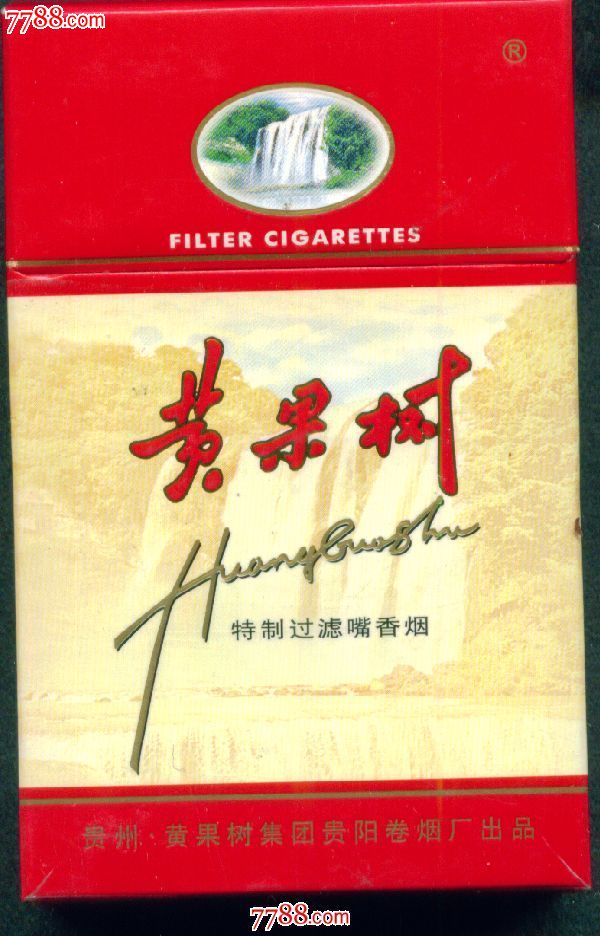 7788.com
®
FILTER CIGARETTES
黄果树
HuangGuoShu
特制过滤嘴香烟
贵州 黄果树集团贵阳卷烟厂出品
7788.com